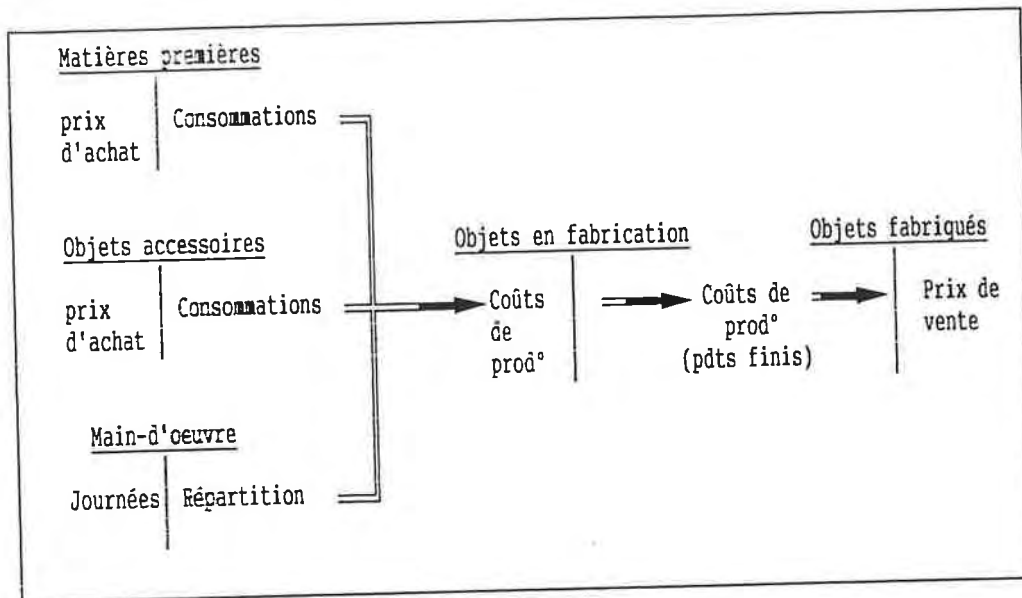 Matières premières
prix
d'achat
Consommations
Objets accessoires
prix
d'achat
Consommations
Main-d'oeuvre
Journées
Répartition
Objets en fabrication
Coûts
de
prod°
Coûts de
prod°
(pdts finis)
Objets fabriqués
Prix de
vente